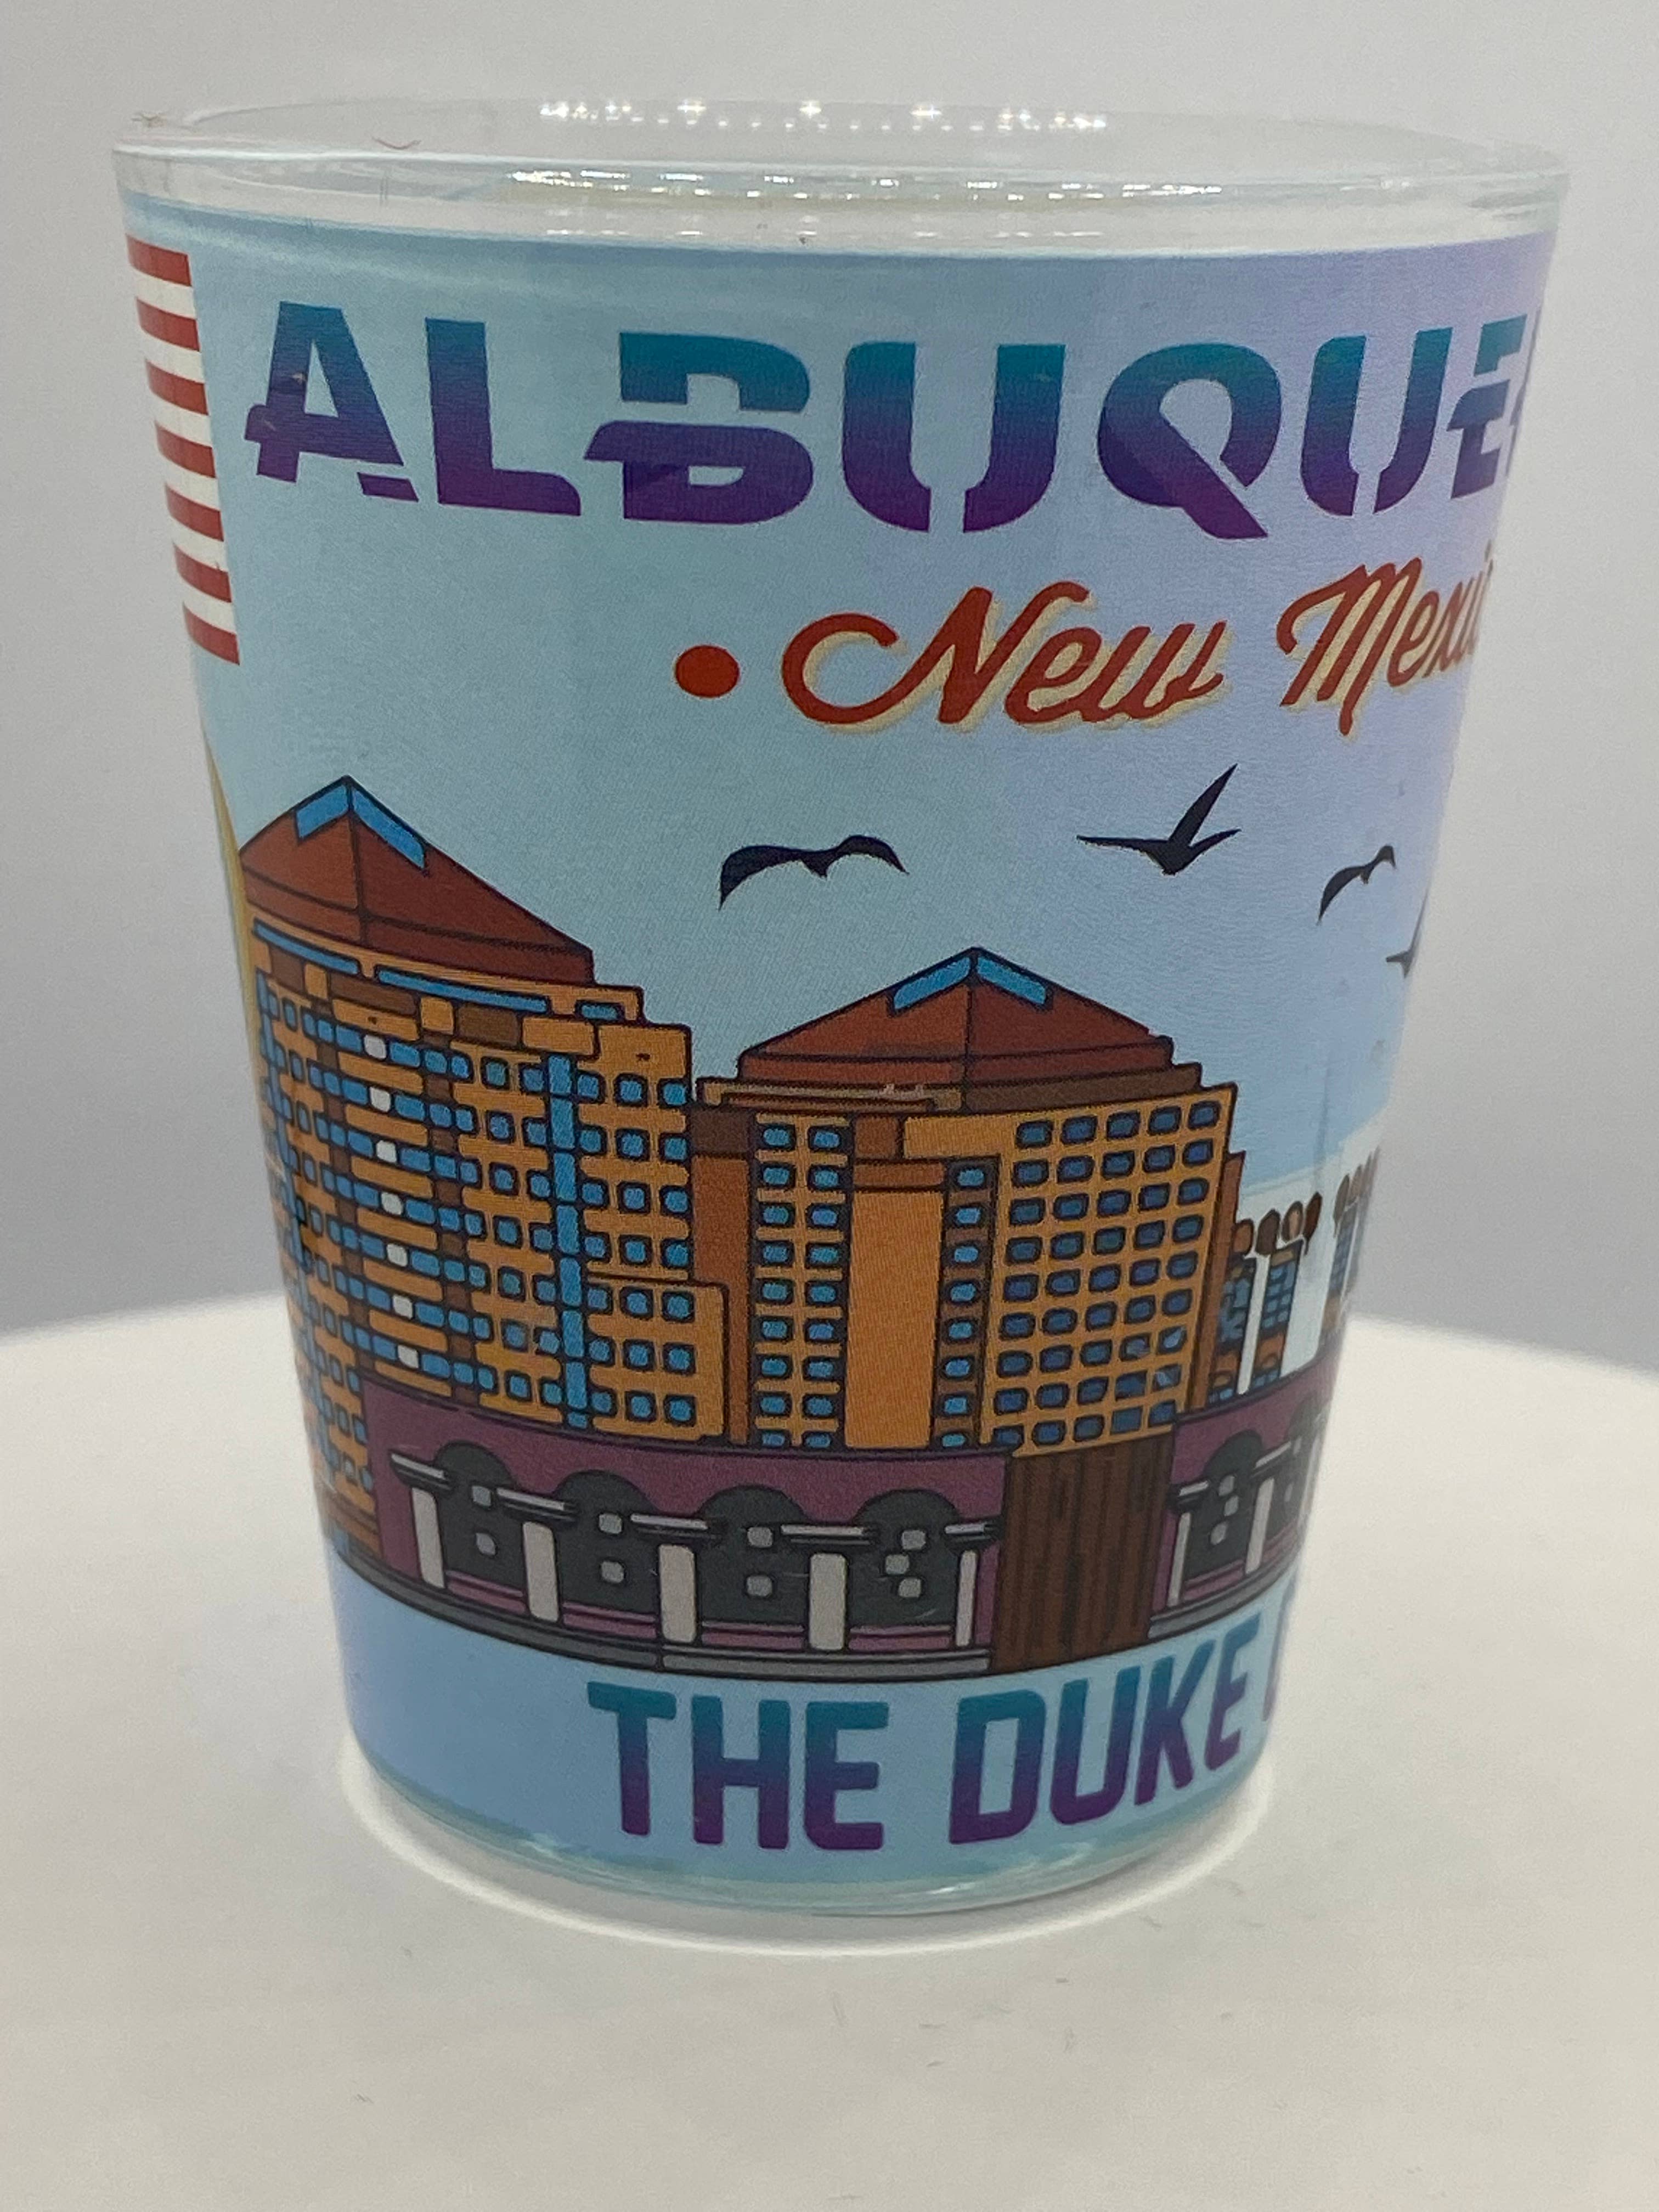 ALBUQUE
• New Mexi
THE DUKE